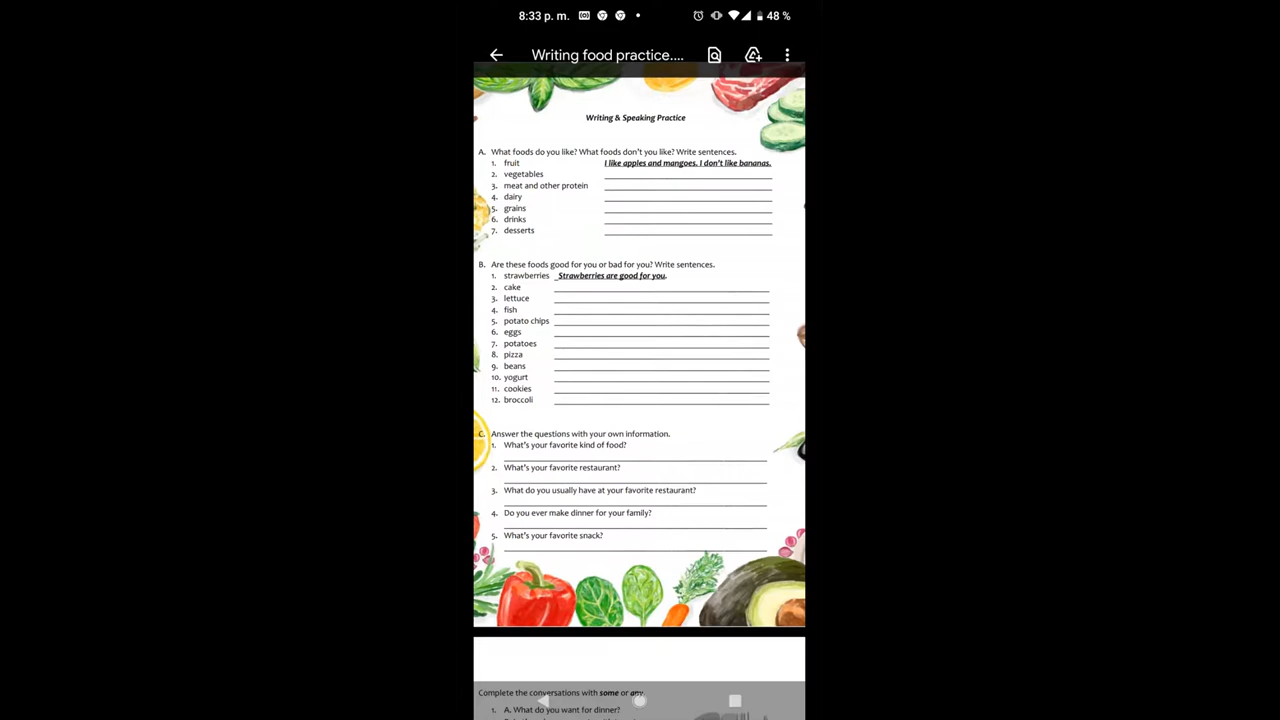 8:33 p. m. 48 %
Writing food practice....
Writing & Speaking Practice
A. What foods do you like? What foods don't you like? Write sentences.
1. fruit I like apples and mangoes. I don't like bananas.
2. vegetables
3. meat and other protein
4. dairy
5. grains
6. drinks
7. desserts
B. Are these foods good for you or bad for you? Write sentences.
1. strawberries _Strawberries are good for you.
2. cake
3. lettuce
4. fish
5. potato chips
6. eggs
7. potatoes
8. pizza
9. beans
10. yogurt
11. cookies
12. broccoli
C. Answer the questions with your own information.
1. What's your favorite kind of food?
2. What's your favorite restaurant?
3. What do you usually have at your favorite restaurant?
4. Do you ever make dinner for your family?
5. What's your favorite snack?
Complete the conversations with some or any.
1. A. What do you want for dinner?